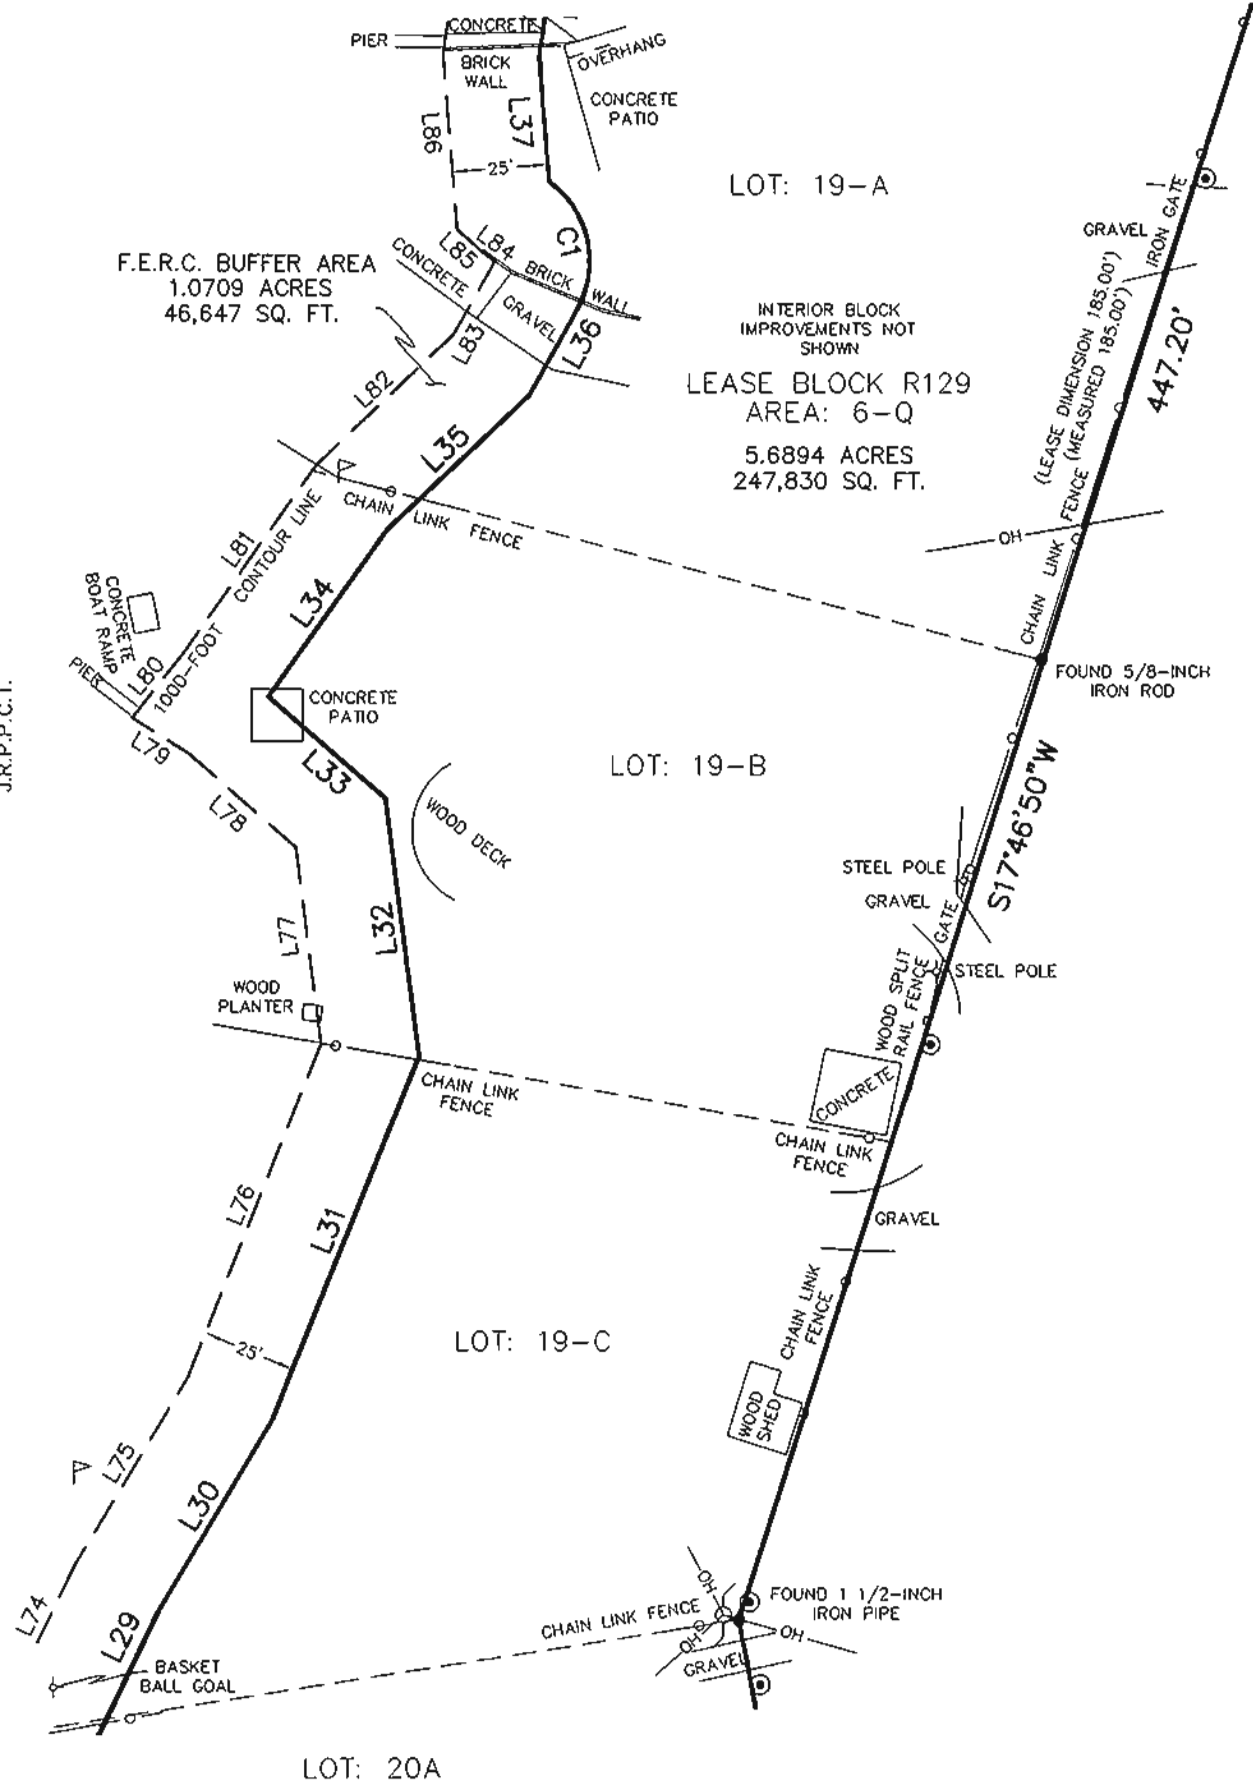 CONCRETE
PIER
BRICK
WALL
OVERHANG
CONCRETE
PATIO
L86
L37
25'
LOT: 19-A
IRON GATE
GRAVEL
C1
L84
L85
F.E.R.C. BUFFER AREA
1.0709 ACRES
46,647 SQ. FT.
CONCRETE
BRICK WALL
GRAVEL
L83
L36
INTERIOR BLOCK
IMPROVEMENTS NOT
SHOWN
LEASE BLOCK R129
AREA: 6-Q
5.6894 ACRES
247,830 SQ. FT.
(LEASE DIMENSION 185.00')
(MEASURED 185.00')
447.20'
L82
L35
CHAIN LINK FENCE
OH
CHAIN LINK FENCE
L81
100D-FOOT CONTOUR LINE
L34
CONCRETE
BOAT RAMP
PIER
L80
FOUND 5/8-INCH
IRON ROD
J.R.P.P.C.I.
CONCRETE
PATIO
L79
L33
LOT: 19-B
L78
WOOD DECK
S17°46'50"W
STEEL POLE
GRAVEL
GATE
L77
L32
STEEL POLE
WOOD SPLIT
RAIL FENCE
WOOD
PLANTER
CHAIN LINK
FENCE
CONCRETE
CHAIN LINK
FENCE
L76
L31
GRAVEL
CHAIN LINK
FENCE
LOT: 19-C
25'
WOOD
SHED
L75
L30
L74
L29
OH
FOUND 1 1/2-INCH
IRON PIPE
CHAIN LINK FENCE
OH
OH
GRAVEL
BASKET
BALL GOAL
LOT: 20A